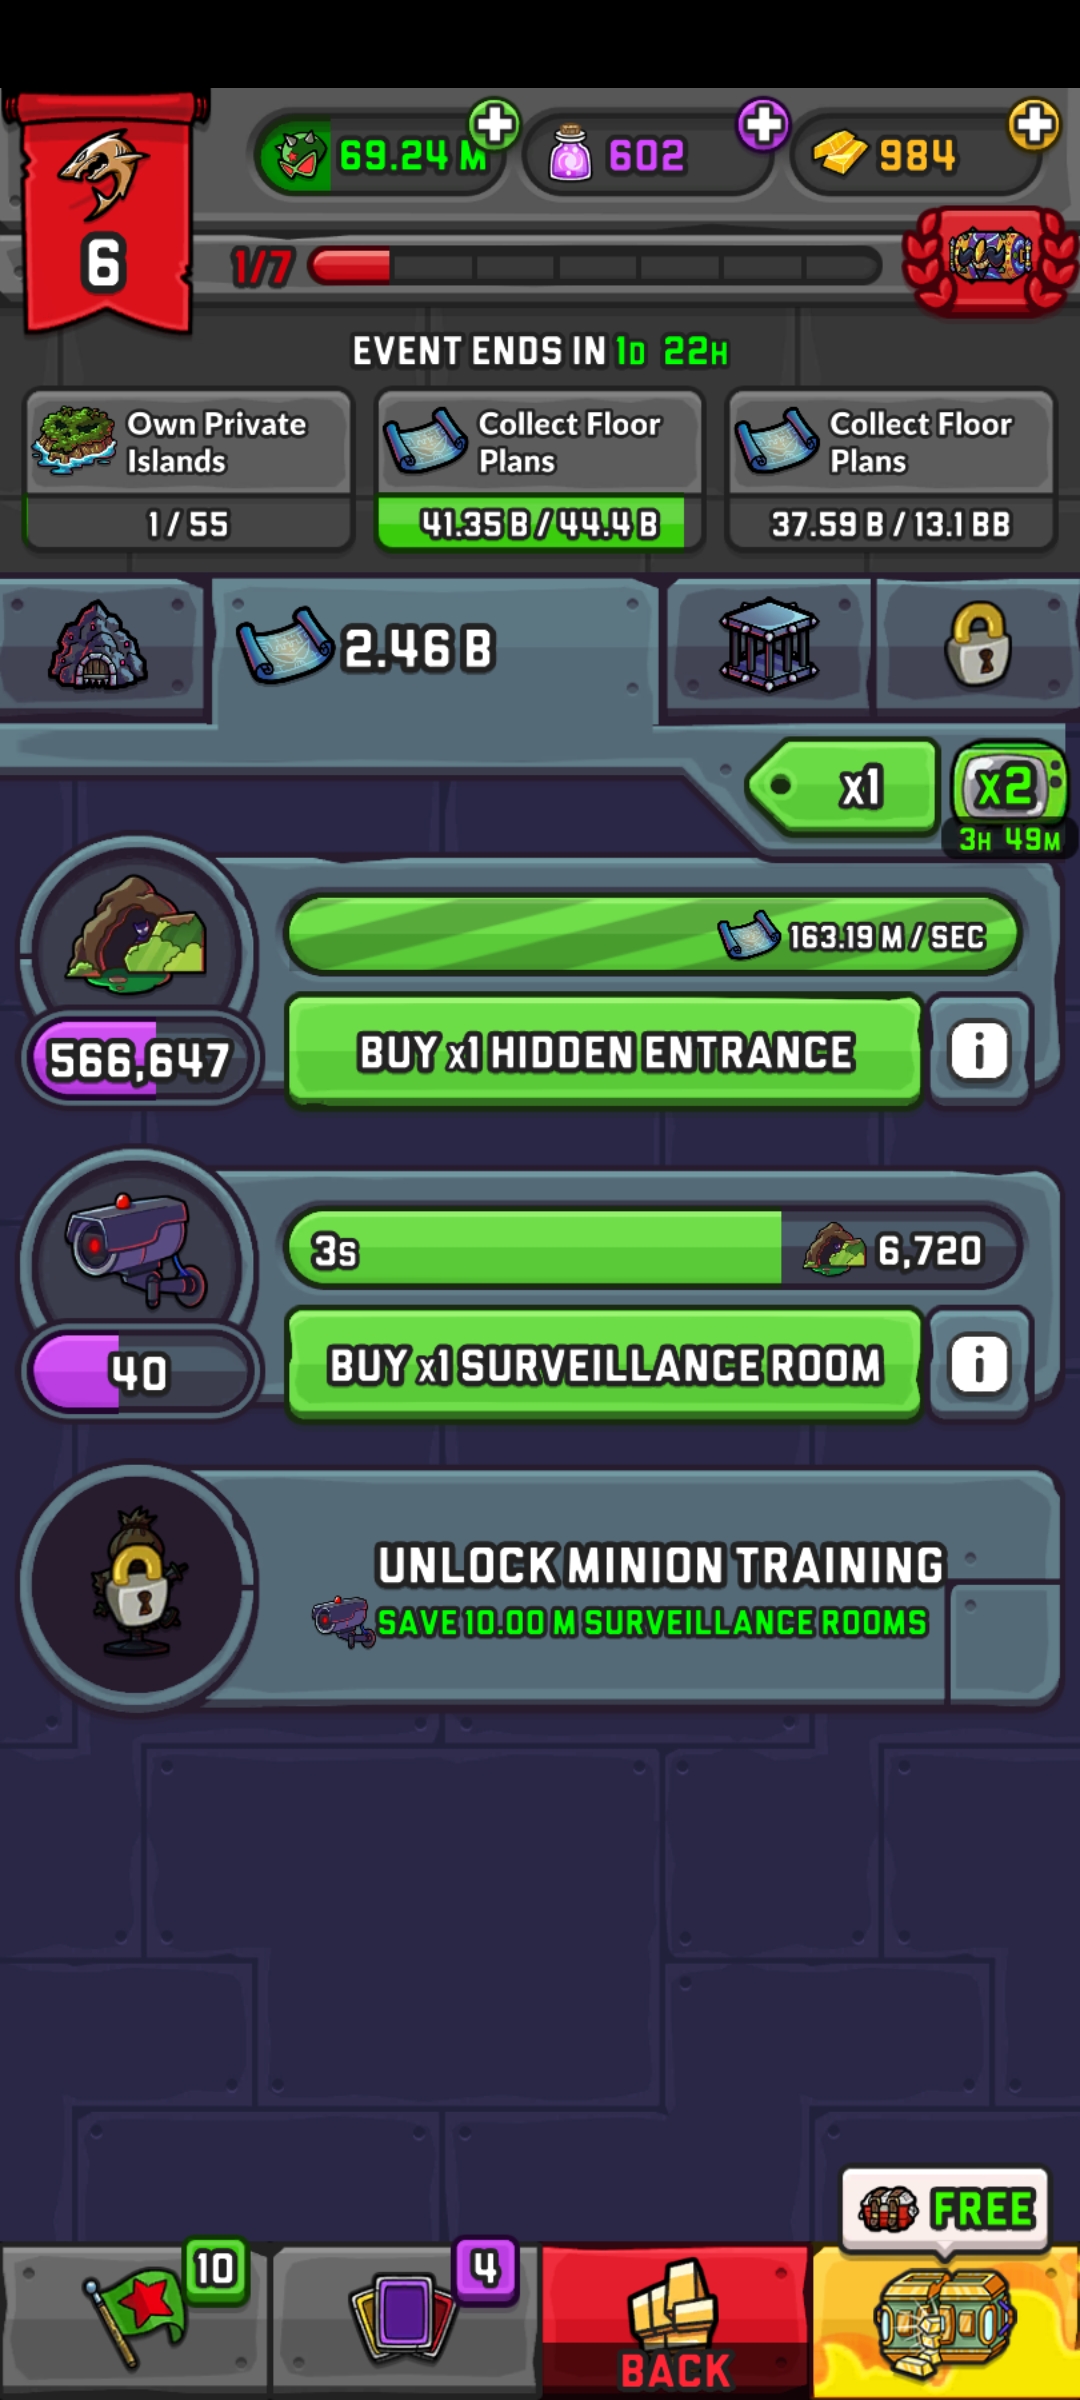 69.24 M
602
984
6
1/7
EVENT ENDS IN 1D 22H
Own Private
Islands
1 / 55
Collect Floor
Plans
41.35 B / 44.4 B
Collect Floor
Plans
37.59 B / 13.1 BB
2.46 B
x1
x2
3H 49M
163.19 M / SEC
566,647
BUY x1 HIDDEN ENTRANCE
i
3s
6,720
40
BUY x1 SURVEILLANCE ROOM
i
UNLOCK MINION TRAINING
SAVE 10.00 M SURVEILLANCE ROOMS
FREE
10
4
BACK